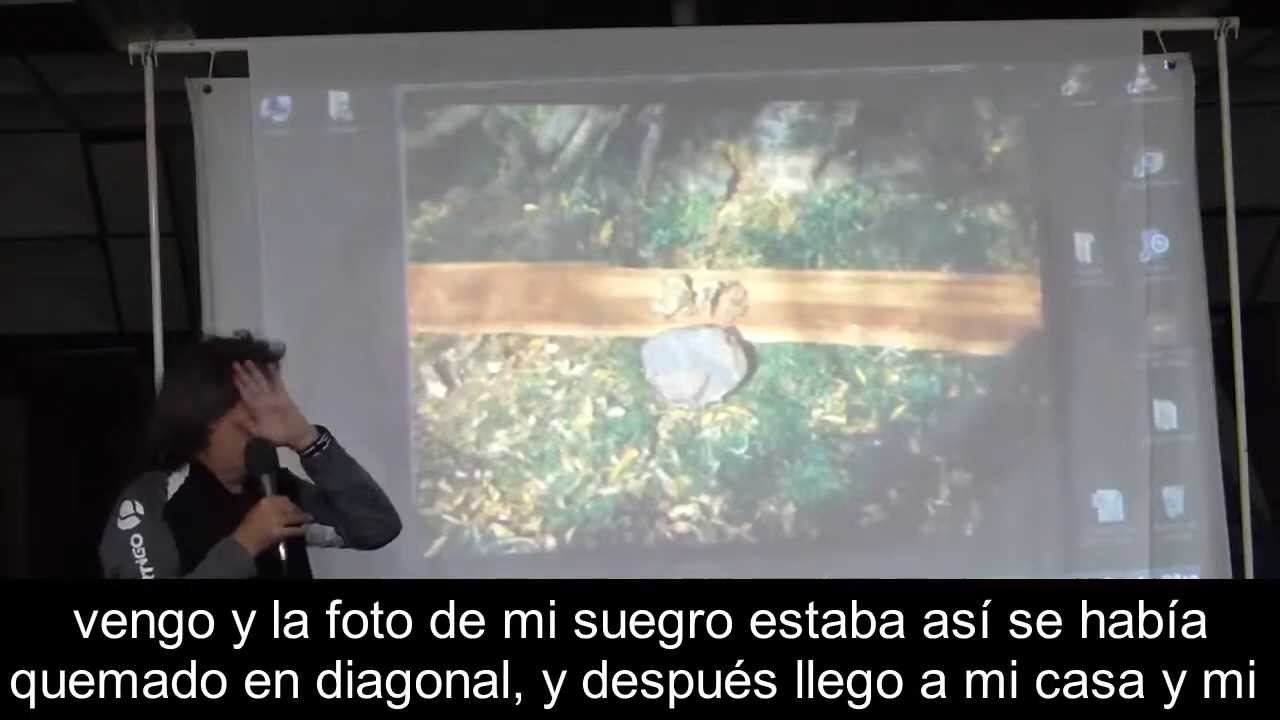 vengo y la foto de mi suegro estaba así se había
quemado en diagonal, y después llego a mi casa y mi